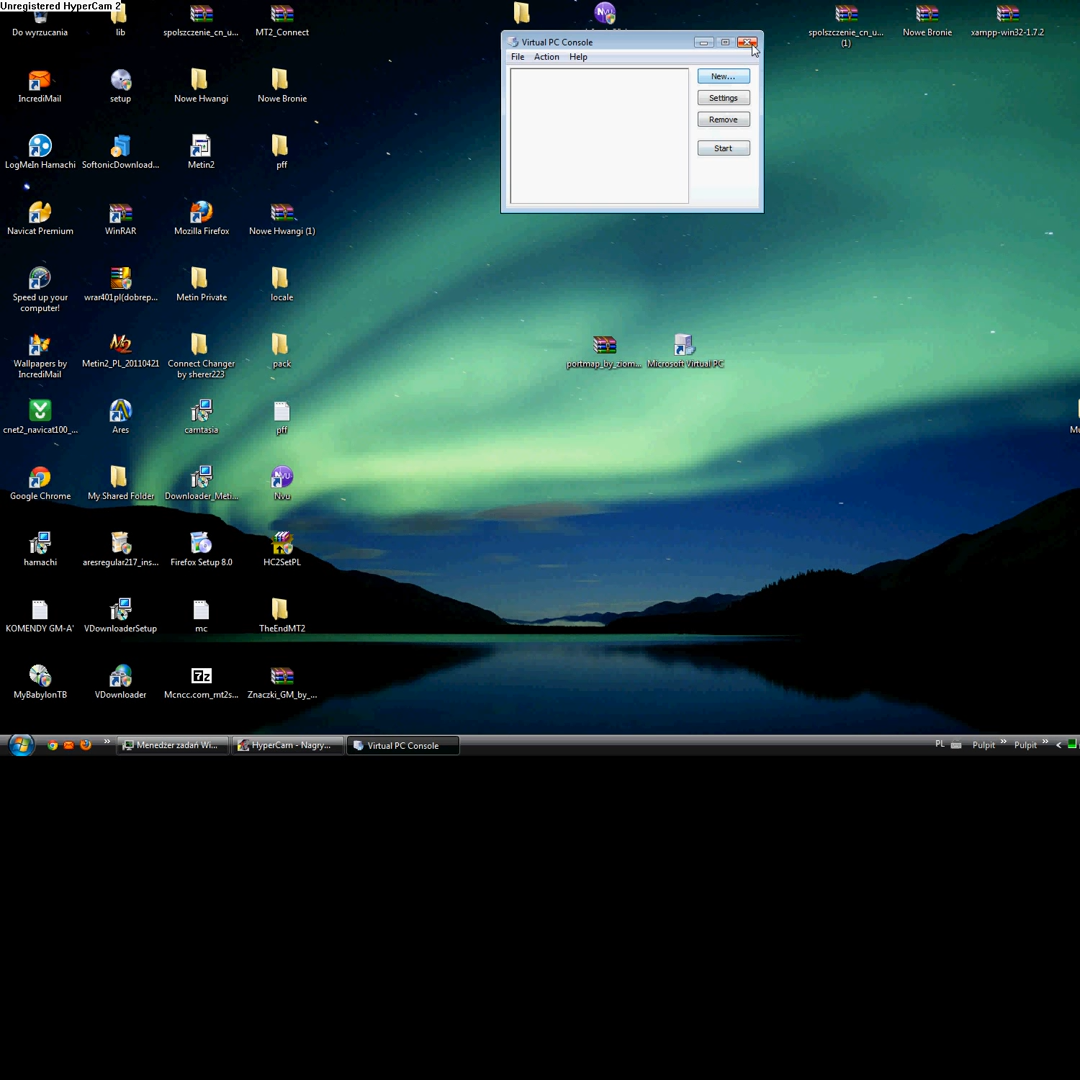 Unregistered HyperCam 2
Do wyrzucania
lib
spolszczenie_cn_u...
MT2_Connect
spolszczenie_cn_u...
(1)
Nowe Bronie
xampp-win32-1.7.2
Virtual PC Console
File Action Help
New...
Settings
Remove
Start
IncrediMail
setup
Nowe Hwangi
Nowe Bronie
LogMeIn Hamachi
SoftonicDownload...
Metin2
pff
Navicat Premium
WinRAR
Mozilla Firefox
Nowe Hwangi (1)
Speed up your
computer!
wrar401pl(dobrep...
Metin Private
locale
Wallpapers by
IncrediMail
Metin2_PL_20110421
Connect Changer
by sherer223
pack
portmap_by_ziom...
Microsoft Virtual PC
cnet2_navicat100_...
Ares
camtasia
pff
Mu
Google Chrome
My Shared Folder
Downloader_Meti...
Nvu
hamachi
aresregular217_ins...
Firefox Setup 8.0
HC2SetPL
KOMENDY GM-A'
VDownloaderSetup
mc
TheEndMT2
MyBabylonTB
VDownloader
7z
Mcncc.com_mt2s...
Znaczki_GM_by_...
Menedżer zadań Wi...
HyperCam - Nagry...
Virtual PC Console
PL
Pulpit
Pulpit